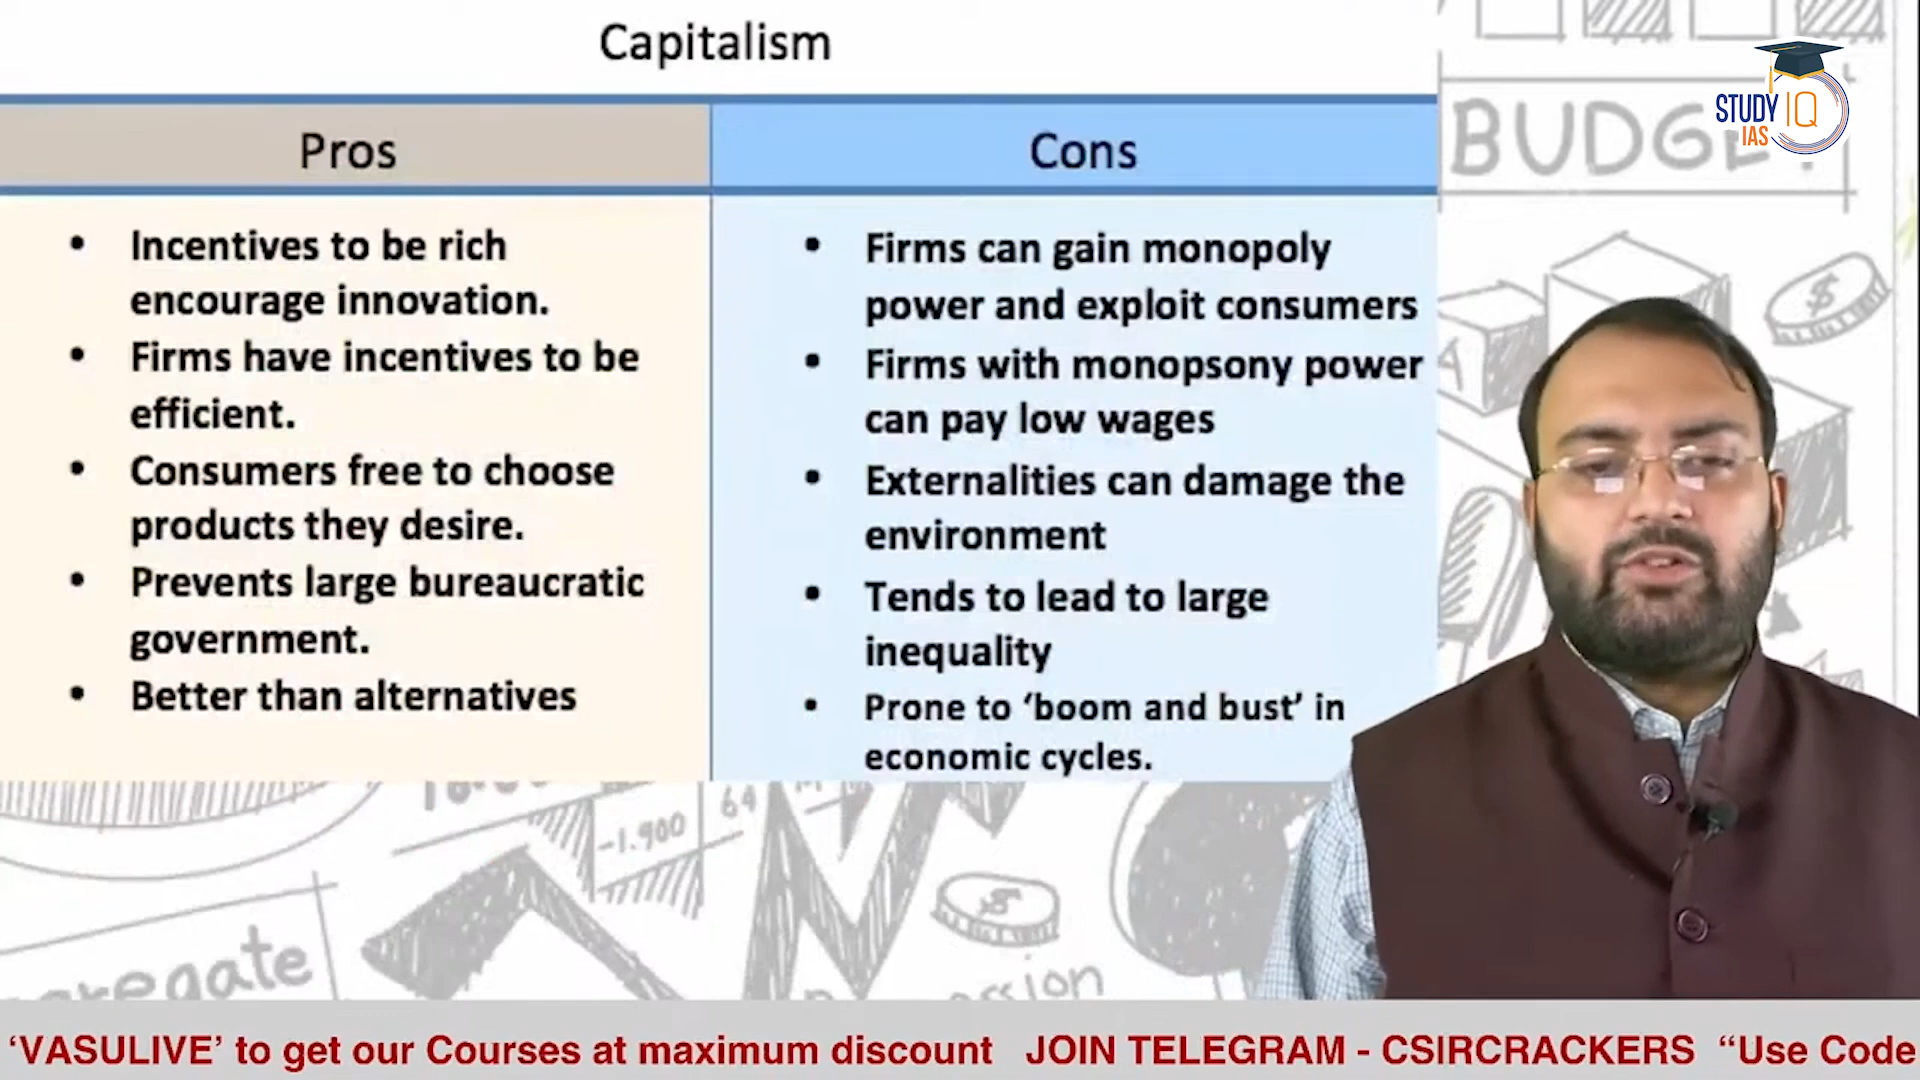 Capitalism
Pros
Cons
• Incentives to be rich
encourage innovation.
• Firms have incentives to be
efficient.
• Consumers free to choose
products they desire.
• Prevents large bureaucratic
government.
• Better than alternatives
• Firms can gain monopoly
power and exploit consumers
• Firms with monopsony power
can pay low wages
• Externalities can damage the
environment
• Tends to lead to large
inequality
• Prone to ‘boom and bust’ in
economic cycles.
STUDY IQ
IAS
$
A
-1.900
64
$
‘VASULIVE’ to get our Courses at maximum discount JOIN TELEGRAM - CSIRCRACKERS “Use Code